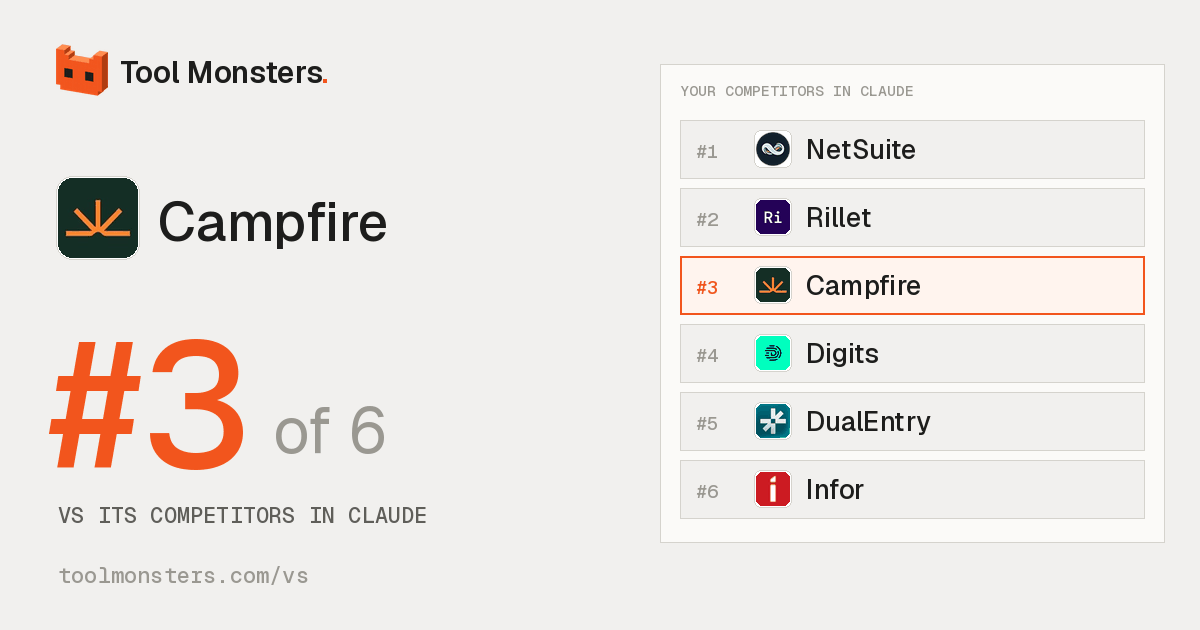 Tool Monsters.
Campfire
#3 of 6
VS ITS COMPETITORS IN CLAUDE
toolmonsters.com/vs
YOUR COMPETITORS IN CLAUDE
#1 NetSuite
#2 Ri Rillet
#3 Campfire
#4 Digits
#5 DualEntry
#6 i Infor